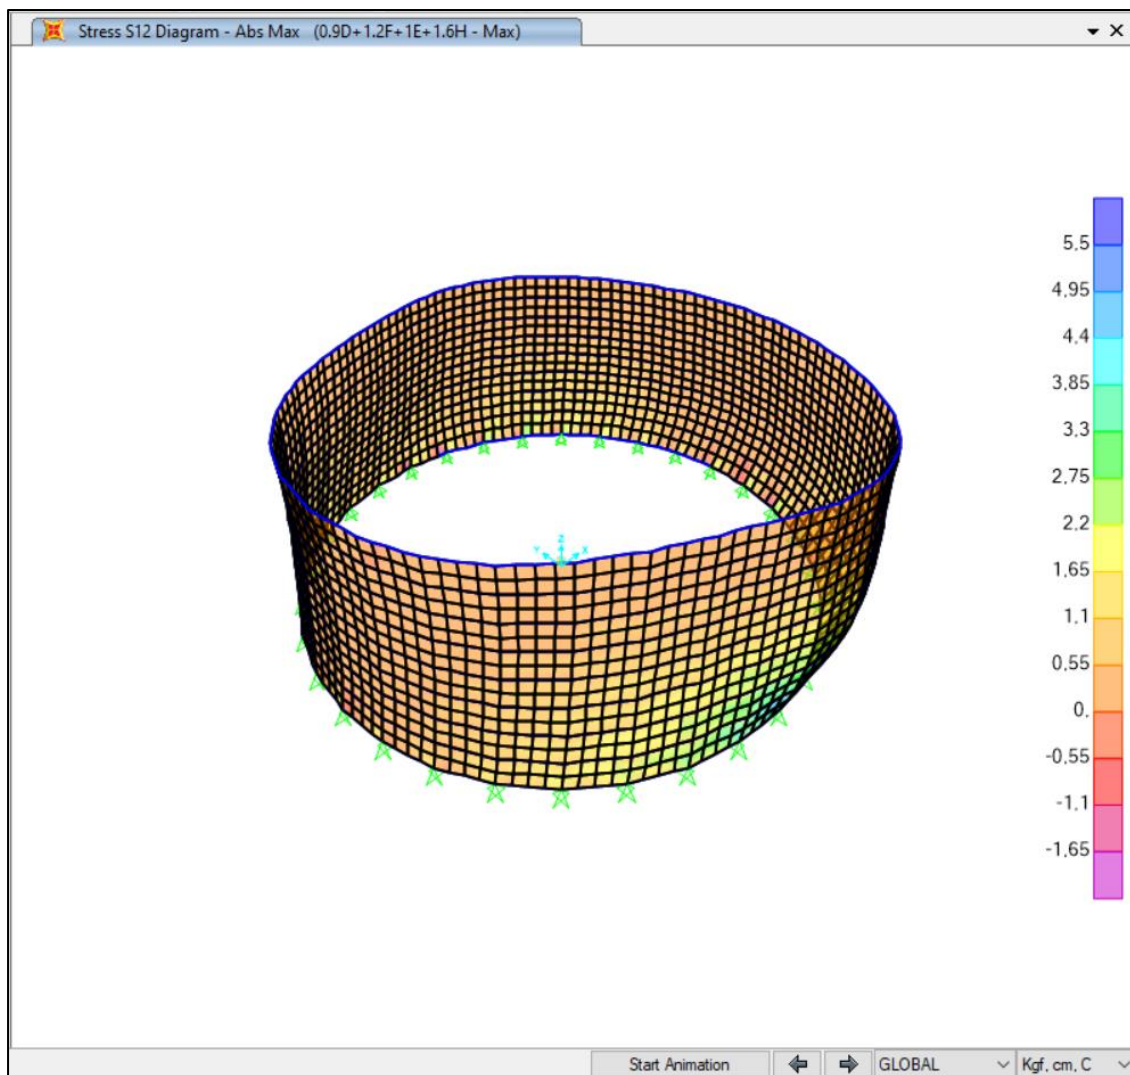 Stress S12 Diagram - Abs Max (0.9D+1.2F+1E+1.6H - Max)
5.5
4.95
4.4
3.85
3.3
2.75
2.2
1.65
1.1
0.55
0.
-0.55
-1.1
-1.65
Z
Y
X
Start Animation
GLOBAL
Kgf, cm, C